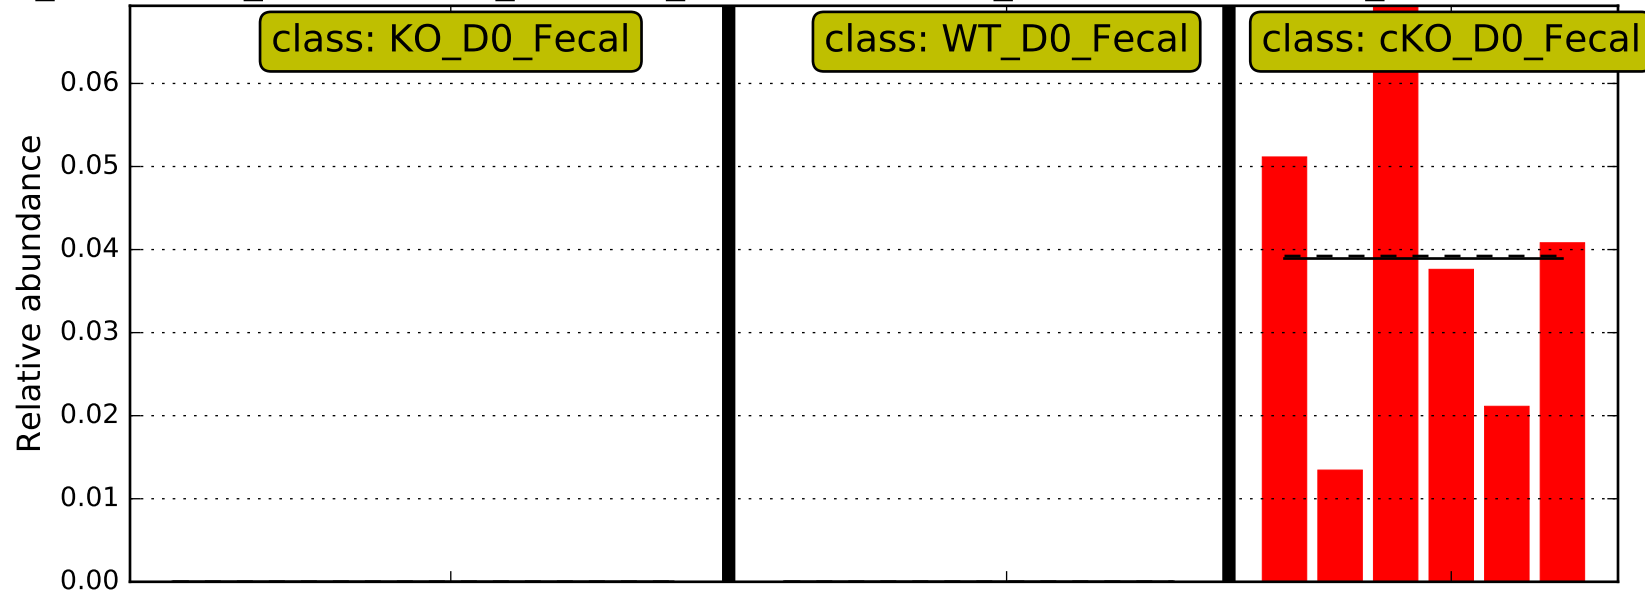 class: KO_D0_Fecal
class: WT_D0_Fecal
class: cKO_D0_Fecal
0.06
0.05
0.04
0.03
0.02
0.01
0.00
Relative abundance